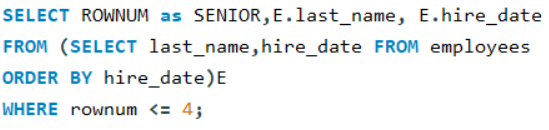 SELECT ROWNUM as SENIOR,E.last_name, E.hire_date
FROM (SELECT last_name,hire_date FROM employees
ORDER BY hire_date)E
WHERE rownum <= 4;